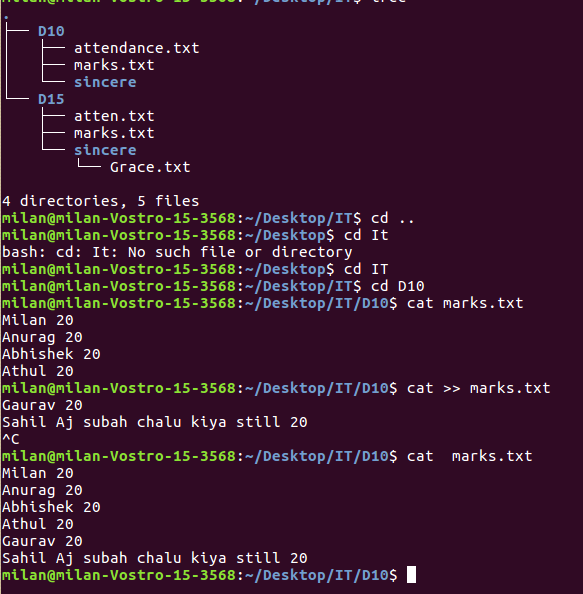 milan@milan-Vostro-15-3568:~/Desktop/IT$ tree
.
├── D10
│   ├── attendance.txt
│   ├── marks.txt
│   └── sincere
└── D15
    ├── atten.txt
    ├── marks.txt
    └── sincere
        └── Grace.txt

4 directories, 5 files
milan@milan-Vostro-15-3568:~/Desktop/IT$ cd ..
milan@milan-Vostro-15-3568:~/Desktop$ cd It
bash: cd: It: No such file or directory
milan@milan-Vostro-15-3568:~/Desktop$ cd IT
milan@milan-Vostro-15-3568:~/Desktop/IT$ cd D10
milan@milan-Vostro-15-3568:~/Desktop/IT/D10$ cat marks.txt
Milan 20
Anurag 20
Abhishek 20
Athul 20
milan@milan-Vostro-15-3568:~/Desktop/IT/D10$ cat >> marks.txt
Gaurav 20
Sahil Aj subah chalu kiya still 20
^C
milan@milan-Vostro-15-3568:~/Desktop/IT/D10$ cat  marks.txt
Milan 20
Anurag 20
Abhishek 20
Athul 20
Gaurav 20
Sahil Aj subah chalu kiya still 20
milan@milan-Vostro-15-3568:~/Desktop/IT/D10$